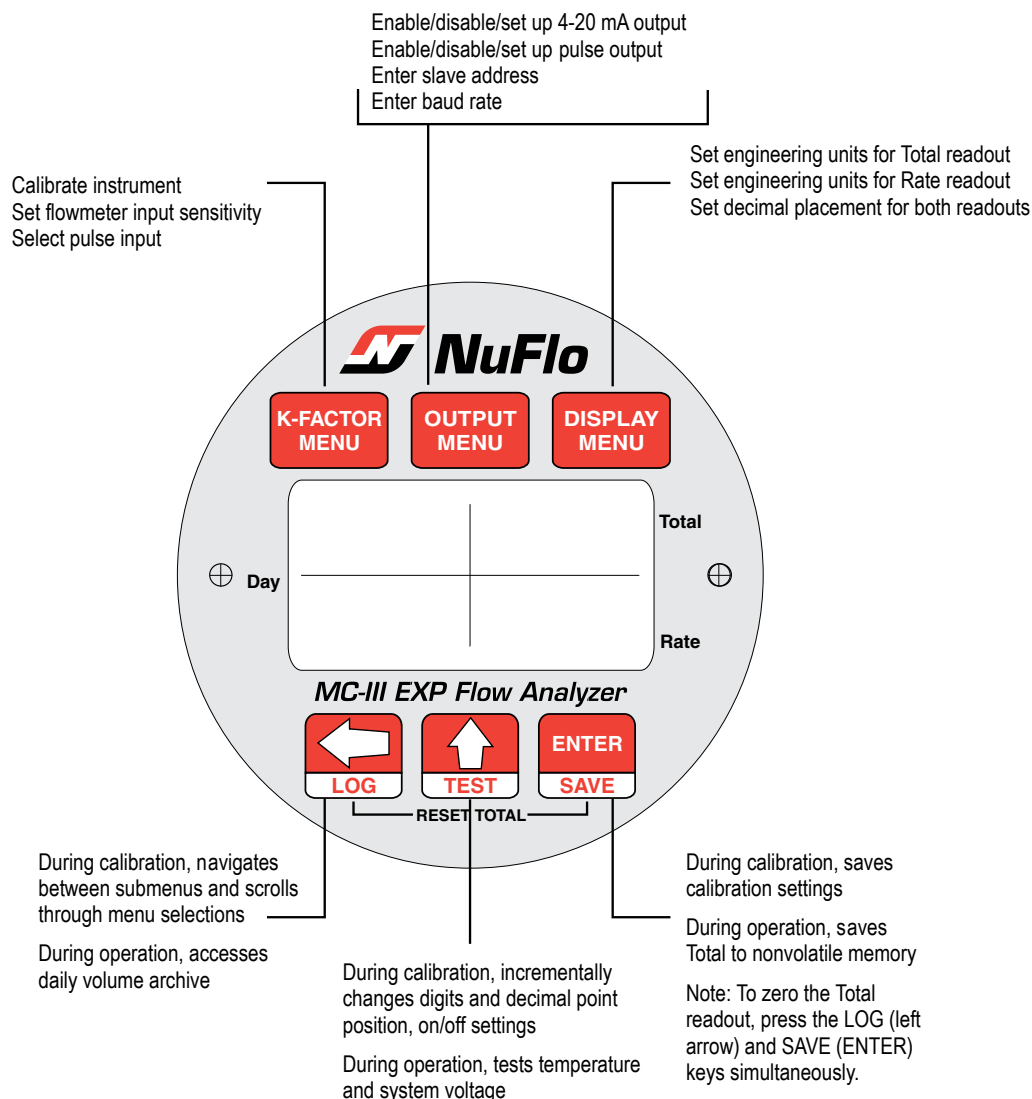 Enable/disable/set up 4-20 mA output
Enable/disable/set up pulse output
Enter slave address
Enter baud rate
Set engineering units for Total readout
Set engineering units for Rate readout
Set decimal placement for both readouts
Calibrate instrument
Set flowmeter input sensitivity
Select pulse input
NuFlo
K-FACTOR
MENU
OUTPUT
MENU
DISPLAY
MENU
Total
Day
Rate
MC-III EXP Flow Analyzer
LOG
TEST
ENTER
SAVE
RESET TOTAL
During calibration, navigates
between submenus and scrolls
through menu selections
During operation, accesses
daily volume archive
During calibration, incrementally
changes digits and decimal point
position, on/off settings
During operation, tests temperature
and system voltage
During calibration, saves
calibration settings
During operation, saves
Total to nonvolatile memory
Note: To zero the Total
readout, press the LOG (left
arrow) and SAVE (ENTER)
keys simultaneously.